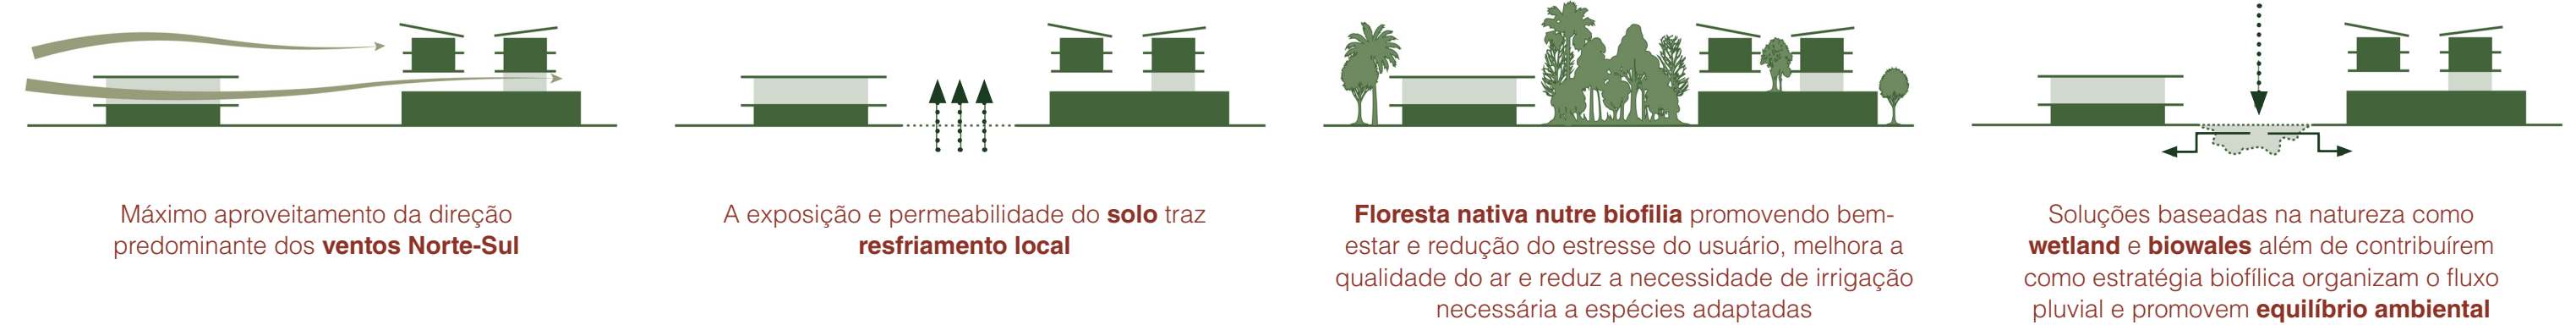 Máximo aproveitamento da direção
predominante dos ventos Norte-Sul
A exposição e permeabilidade do solo traz
resfriamento local
Floresta nativa nutre biofilia promovendo bem-
estar e redução do estresse do usuário, melhora a
qualidade do ar e reduz a necessidade de irrigação
necessária a espécies adaptadas
Soluções baseadas na natureza como
wetland e biowales além de contribuírem
como estratégia biofílica organizam o fluxo
pluvial e promovem equilíbrio ambiental